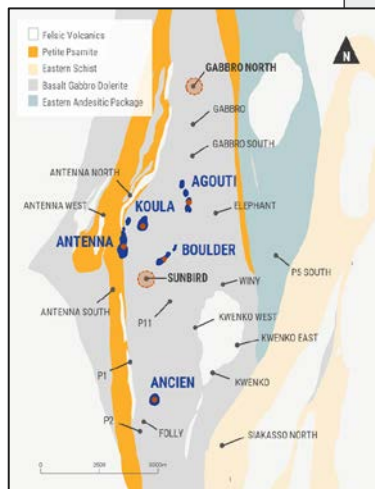 Felsic Volcanics
Petite Psamite
Eastern Schist
Basalt Gabbro Dolerite
Eastern Andesitic Package
N
GABBRO NORTH
GABBRO
GABBRO SOUTH
ANTENNA NORTH
AGOUTI
ANTENNA WEST
KOULA
ELEPHANT
ANTENNA
BOULDER
P5 SOUTH
SUNBIRD
WINY
ANTENNA SOUTH
P11
KWENKO WEST
KWENKO EAST
P1
KWENKO
ANCIEN
P2
FOLLY
SIAKASSO NORTH
0